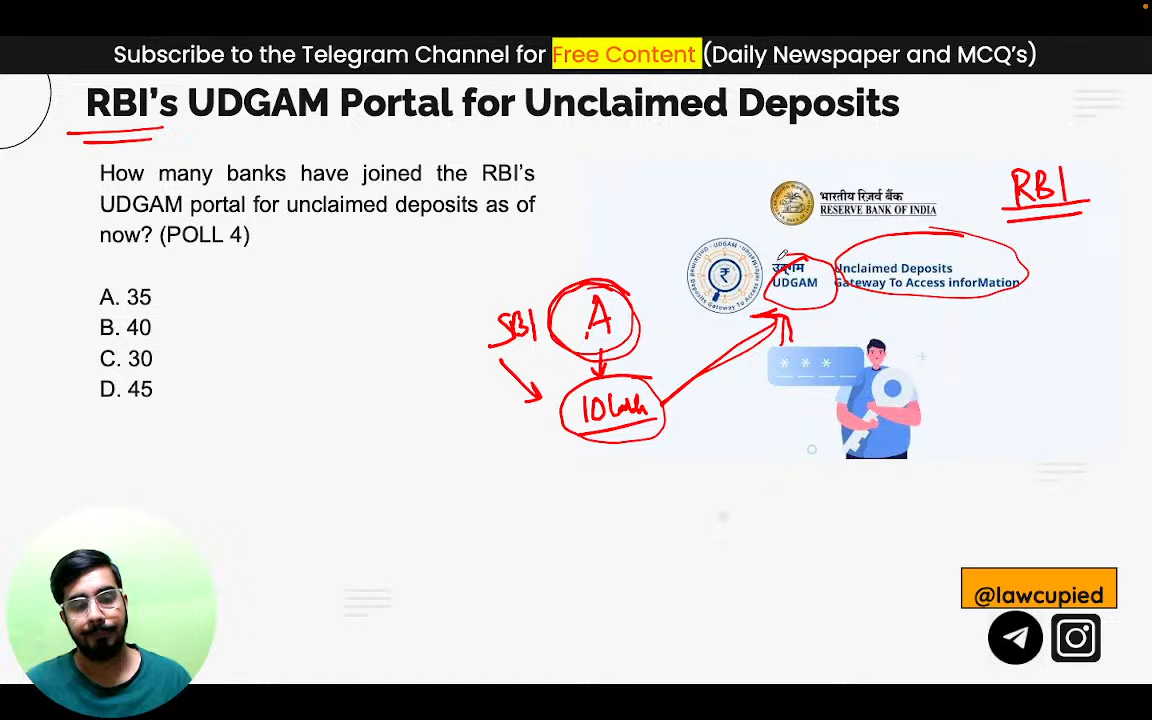 Subscribe to the Telegram Channel for Free Content (Daily Newspaper and MCQ's)
RBI's UDGAM Portal for Unclaimed Deposits
How many banks have joined the RBI's
UDGAM portal for unclaimed deposits as of
now? (POLL 4)
A. 35
B. 40
C. 30
D. 45
RBI
भारतीय रिज़र्व बैंक
RESERVE BANK OF INDIA
उद्गम
UDGAM
Unclaimed Deposits
Gateway To Access inforMation
SBI
A
10 lakh
* * *
@lawcupied